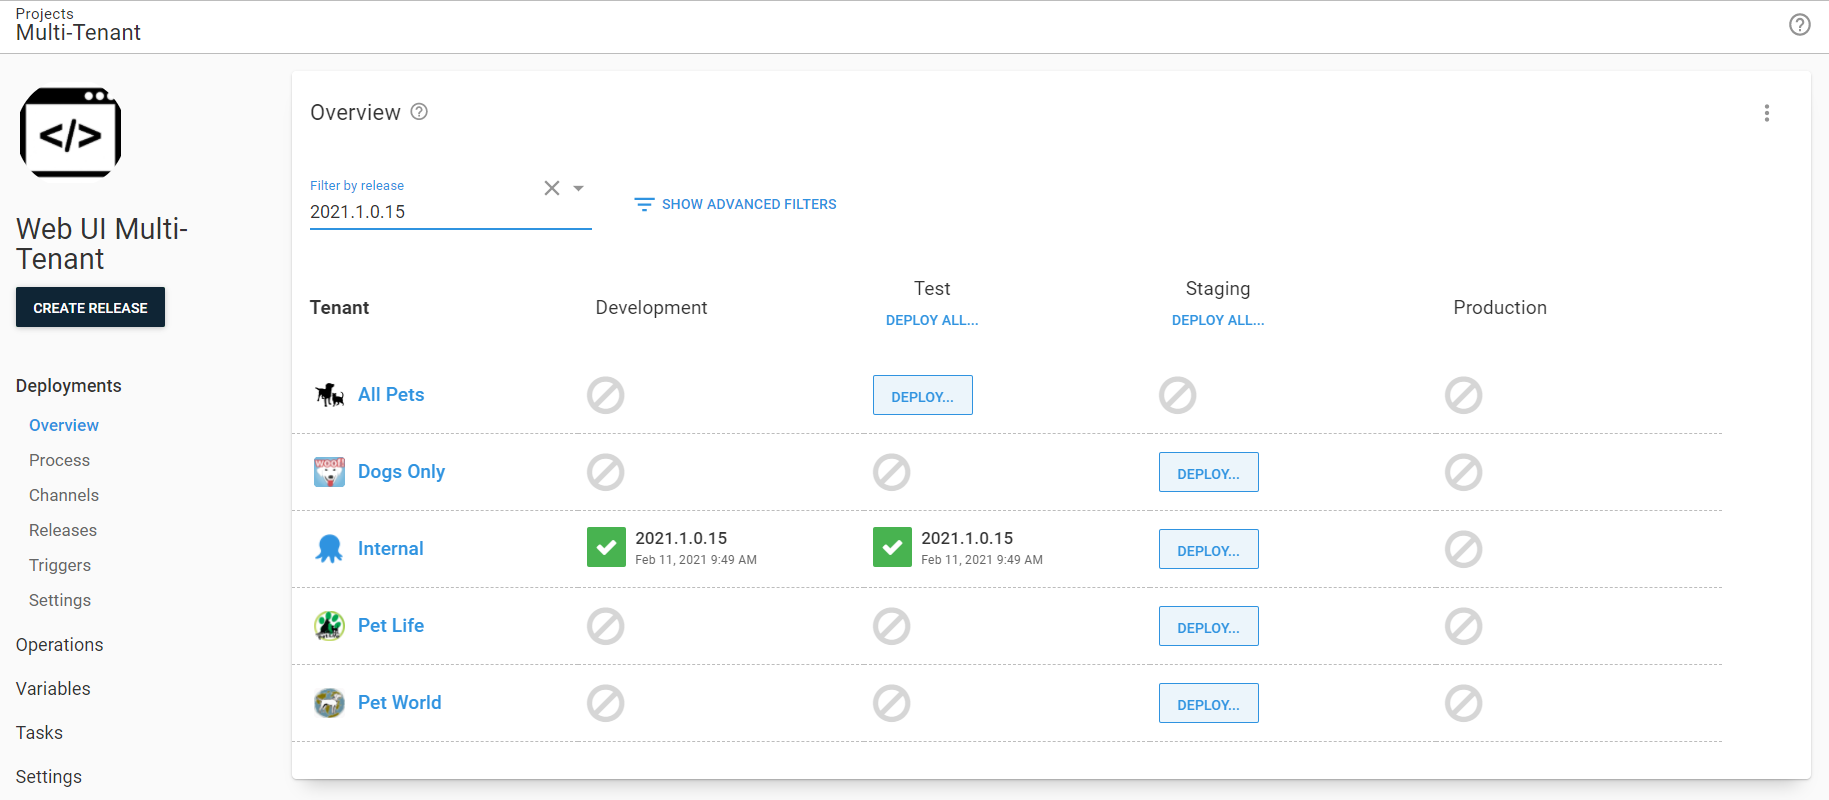 Projects
Multi-Tenant
</>
Web UI Multi-
Tenant
CREATE RELEASE
Deployments
Overview
Process
Channels
Releases
Triggers
Settings
Operations
Variables
Tasks
Settings
Overview
Filter by release
2021.1.0.15
SHOW ADVANCED FILTERS
Tenant
Development
Test
DEPLOY ALL...
Staging
DEPLOY ALL...
Production
All Pets
DEPLOY...
woof!
Dogs Only
DEPLOY...
Internal
2021.1.0.15
Feb 11, 2021 9:49 AM
2021.1.0.15
Feb 11, 2021 9:49 AM
DEPLOY...
Pet Life
Pet Life
DEPLOY...
Pet World
DEPLOY...